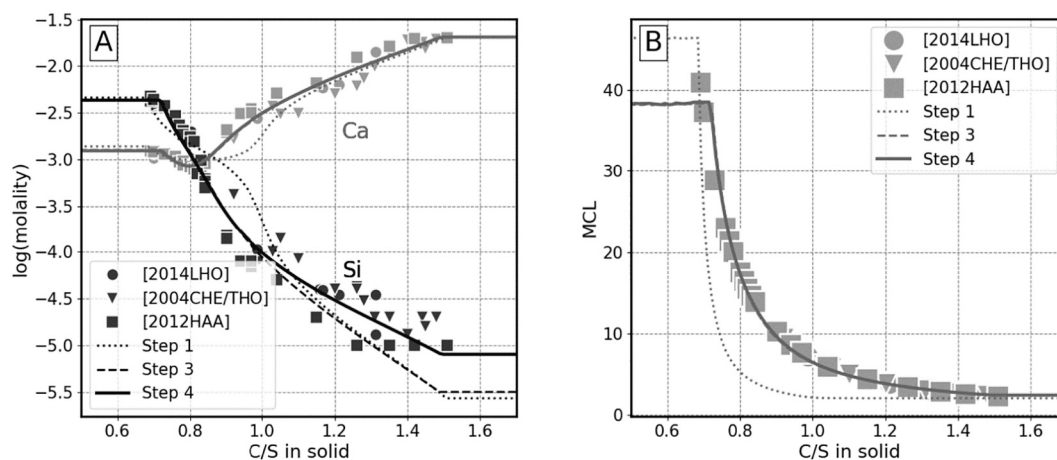 A
−1.5
−2.0
−2.5
−3.0
−3.5
−4.0
−4.5
−5.0
−5.5
log(molality)
Ca
Si
[2014LHO]
[2004CHE/THO]
[2012HAA]
Step 1
Step 3
Step 4
0.6 0.8 1.0 1.2 1.4 1.6
C/S in solid
B
40
30
20
10
0
MCL
[2014LHO]
[2004CHE/THO]
[2012HAA]
Step 1
Step 3
Step 4
0.6 0.8 1.0 1.2 1.4 1.6
C/S in solid